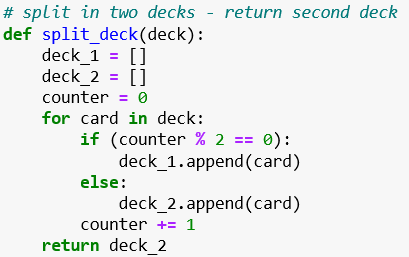 # split in two decks - return second deck
def split_deck(deck):
    deck_1 = []
    deck_2 = []
    counter = 0
    for card in deck:
        if (counter % 2 == 0):
            deck_1.append(card)
        else:
            deck_2.append(card)
        counter += 1
    return deck_2